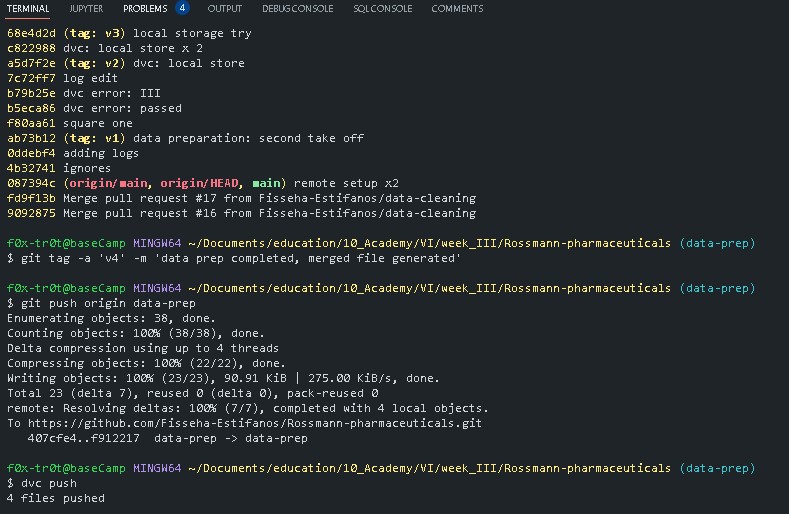 TERMINAL JUPYTER PROBLEMS 4 OUTPUT DEBUG CONSOLE SQL CONSOLE COMMENTS
68e4d2d (tag: v3) local storage try
c822988 dvc: local store x 2
a5d7f2e (tag: v2) dvc: local store
7c72ff7 log edit
b79b25e dvc error: III
b5eca86 dvc error: passed
f80aa61 square one
ab73b12 (tag: v1) data preparation: second take off
0ddebf4 adding logs
4b32741 ignores
087394c (origin/main, origin/HEAD, main) remote setup x2
fd9f13b Merge pull request #17 from Fisseha-Estifanos/data-cleaning
9092875 Merge pull request #16 from Fisseha-Estifanos/data-cleaning
f0x-tr0t@baseCamp MINGW64 ~/Documents/education/10_Academy/VI/week_III/Rossmann-pharmaceuticals (data-prep)
$ git tag -a 'v4' -m 'data prep completed, merged file generated'
f0x-tr0t@baseCamp MINGW64 ~/Documents/education/10_Academy/VI/week_III/Rossmann-pharmaceuticals (data-prep)
$ git push origin data-prep
Enumerating objects: 38, done.
Counting objects: 100% (38/38), done.
Delta compression using up to 4 threads
Compressing objects: 100% (22/22), done.
Writing objects: 100% (23/23), 90.91 KiB | 275.00 KiB/s, done.
Total 23 (delta 7), reused 0 (delta 0), pack-reused 0
remote: Resolving deltas: 100% (7/7), completed with 4 local objects.
To https://github.com/Fisseha-Estifanos/Rossmann-pharmaceuticals.git
407cfe4..f912217 data-prep -> data-prep
f0x-tr0t@baseCamp MINGW64 ~/Documents/education/10_Academy/VI/week_III/Rossmann-pharmaceuticals (data-prep)
$ dvc push
4 files pushed